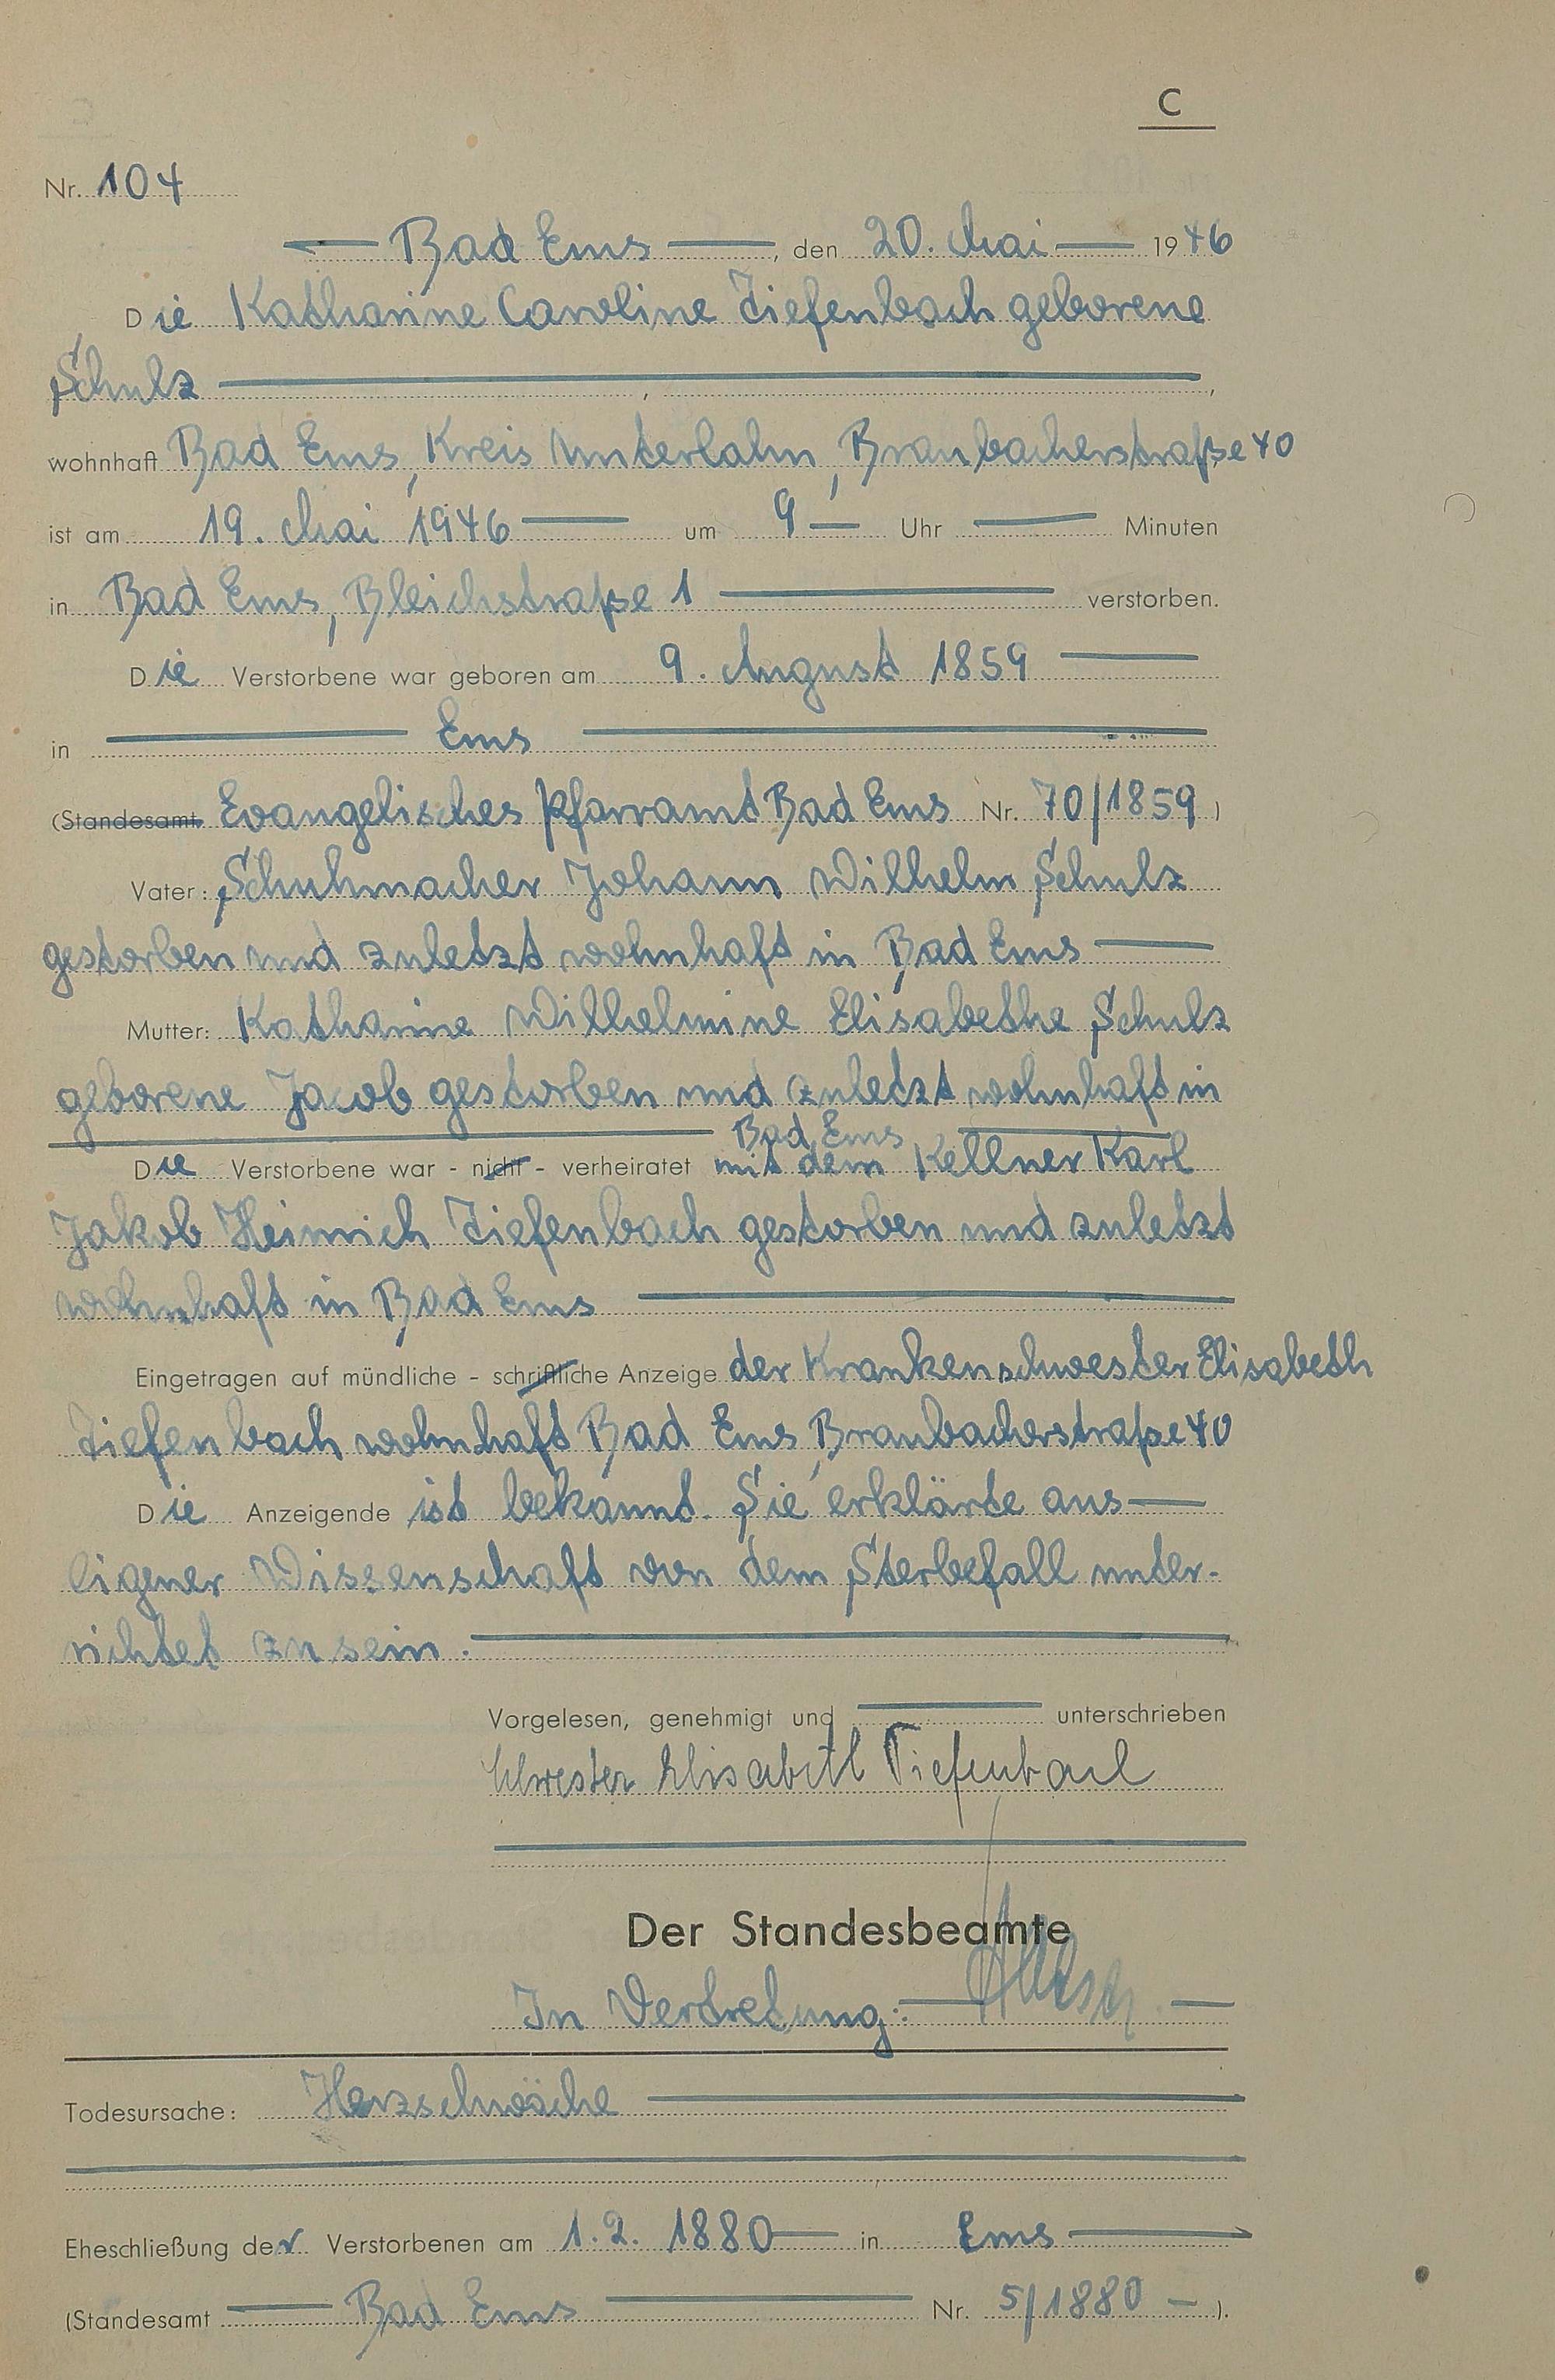 C
Nr. 104
Bad Ems, den 20. Mai 1946
Die Katharine Caroline Tiefenbach geborene
Schulz
wohnhaft Bad Ems, Kreis Unterlahn, Braubacherstraße 40
ist am 19. Mai 1946 um 9 Uhr Minuten
in Bad Ems, Bleichstraße 1 verstorben.
Die Verstorbene war geboren am 9. August 1859
in Ems
(Standesamt Evangelisches Pfarramt Bad Ems Nr. 70/1859)
Vater: Schuhmacher Johann Wilhelm Schulz
gestorben und zuletzt wohnhaft in Bad Ems
Mutter: Katharine Wilhelmine Elisabethe Schulz
geborene Jacob gestorben und zuletzt wohnhaft in
Bad Ems
Die Verstorbene war - nicht - verheiratet mit dem Kellner Karl
Jakob Heinrich Tiefenbach gestorben und zuletzt
wohnhaft in Bad Ems
Eingetragen auf mündliche - schriftliche Anzeige der Krankenschwester Elisabeth
Tiefenbach wohnhaft Bad Ems, Braubacherstraße 40
Die Anzeigende ist bekannt. Sie erklärte aus
eigener Wissenschaft von dem Sterbefall unter-
richtet zu sein.
Vorgelesen, genehmigt und unterschrieben
Schwester Elisabeth Tiefenbach
Der Standesbeamte
In Vertretung:
Todesursache: Herzschwäche
Eheschließung der Verstorbenen am 1.2. 1880 in Ems
(Standesamt Bad Ems Nr. 5/1880).